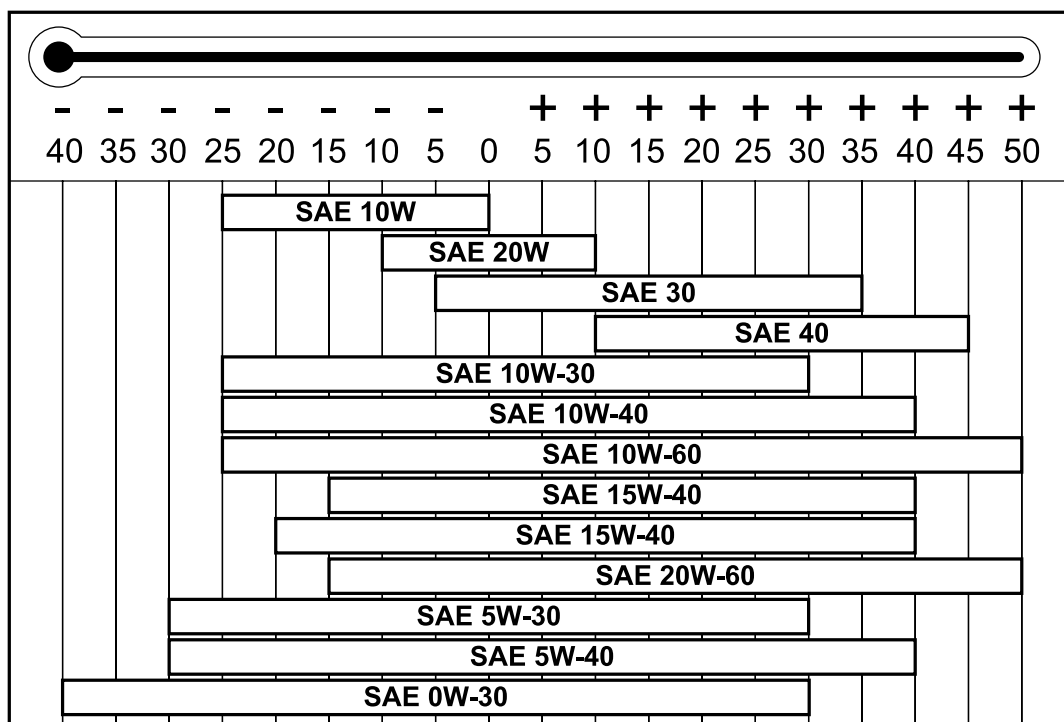 - - - - - - - - + + + + + + + + + +
40 35 30 25 20 15 10 5 0 5 10 15 20 25 30 35 40 45 50
SAE 10W
SAE 20W
SAE 30
SAE 40
SAE 10W-30
SAE 10W-40
SAE 10W-60
SAE 15W-40
SAE 15W-40
SAE 20W-60
SAE 5W-30
SAE 5W-40
SAE 0W-30